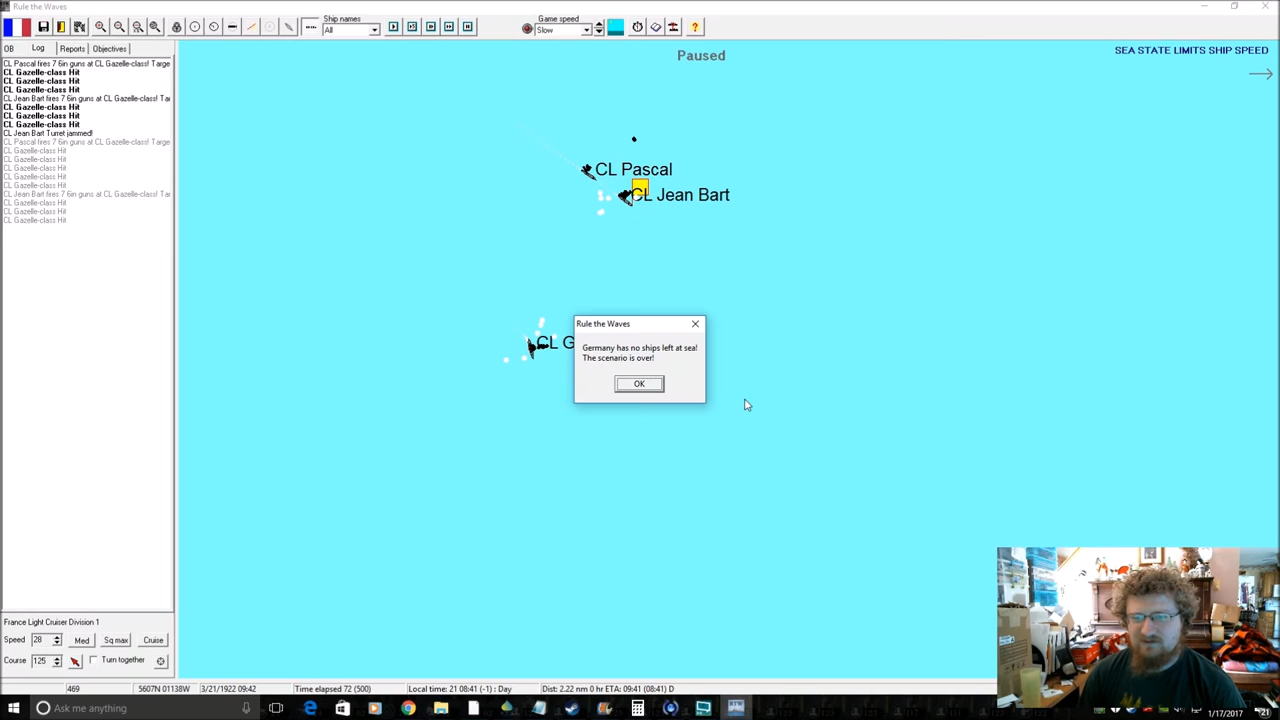 Rule the Waves
Ship names
All
Game speed
Slow
OB Log Reports Objectives
Paused
SEA STATE LIMITS SHIP SPEED
CL Pascal fires 7 6in guns at CL Gazelle-class! Targe
CL Gazelle-class Hit
CL Gazelle-class Hit
CL Gazelle-class Hit
CL Jean Bart fires 7 6in guns at CL Gazelle-class! Ta
CL Gazelle-class Hit
CL Gazelle-class Hit
CL Gazelle-class Hit
CL Jean Bart Turret jammed!
CL Pascal fires 7 6in guns at CL Gazelle-class! Targe
CL Gazelle-class Hit
CL Gazelle-class Hit
CL Gazelle-class Hit
CL Gazelle-class Hit
CL Gazelle-class Hit
CL Jean Bart fires 7 6in guns at CL Gazelle-class! Ta
CL Gazelle-class Hit
CL Gazelle-class Hit
CL Gazelle-class Hit
CL Pascal
CL Jean Bart
CL G
Rule the Waves
Germany has no ships left at sea!
The scenario is over!
OK
France Light Cruiser Division 1
Speed 28 Med Sq max Cruise
Course 125 Turn together
469 5607N 01138W 3/21/1922 09:42 Time elapsed 72 (500) Local time: 21 08:41 (-1) : Day Dist: 2.22 nm 0 hr ETA: 09:41 (08:41) D
Ask me anything
1/17/2017
21